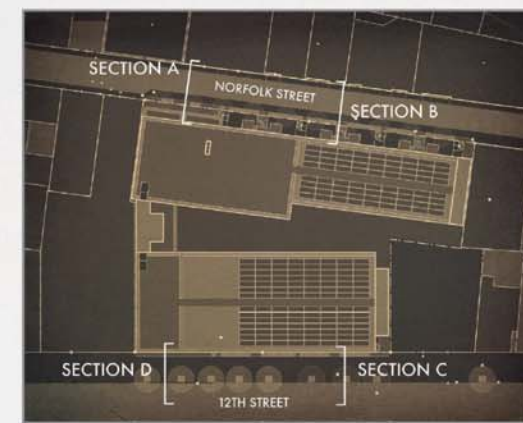 SECTION A
NORFOLK STREET
SECTION B
SECTION D
SECTION C
12TH STREET